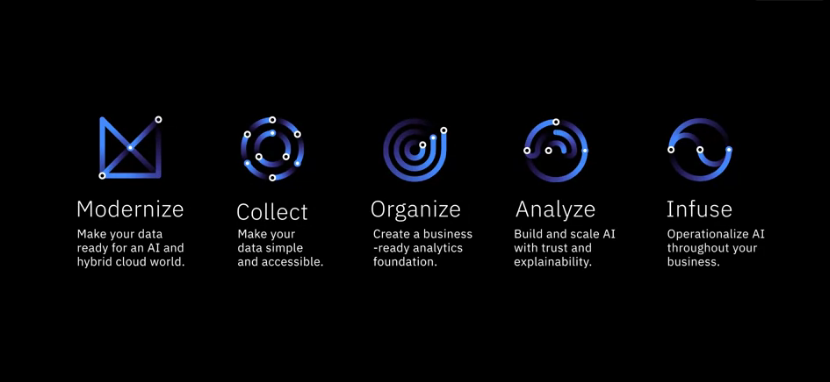 Modernize
Make your data
ready for an AI and
hybrid cloud world.
Collect
Make your
data simple
and accessible.
Organize
Create a business
-ready analytics
foundation.
Analyze
Build and scale AI
with trust and
explainability.
Infuse
Operationalize AI
throughout your
business.